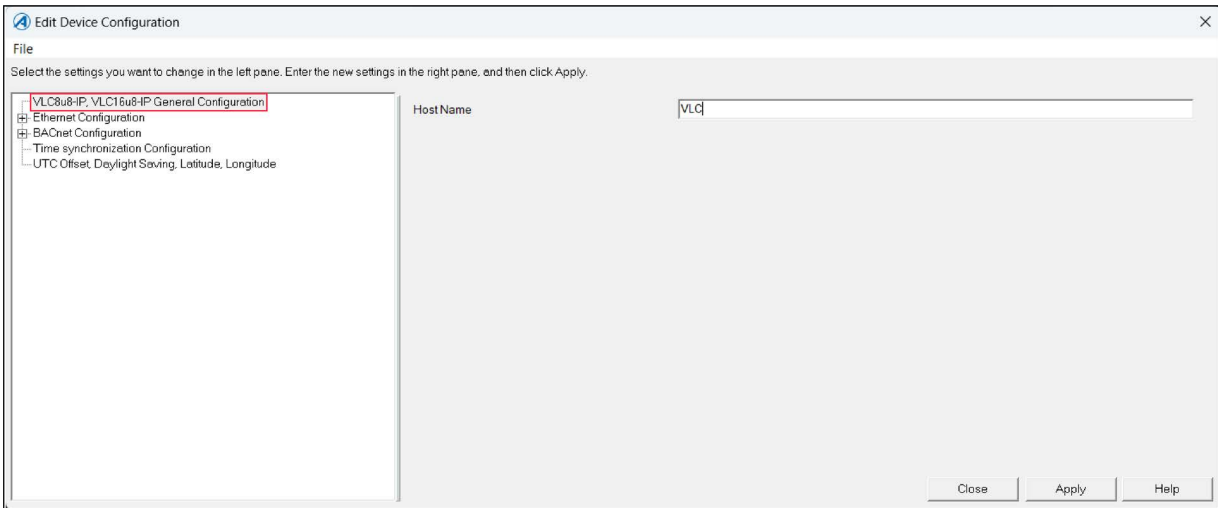 Edit Device Configuration
File
Select the settings you want to change in the left pane. Enter the new settings in the right pane, and then click Apply.
VLC8u8-IP, VLC16u8-IP General Configuration
Ethernet Configuration
BACnet Configuration
Time synchronization Configuration
UTC Offset, Daylight Saving, Latitude, Longitude
Host Name
VLC
Close
Apply
Help